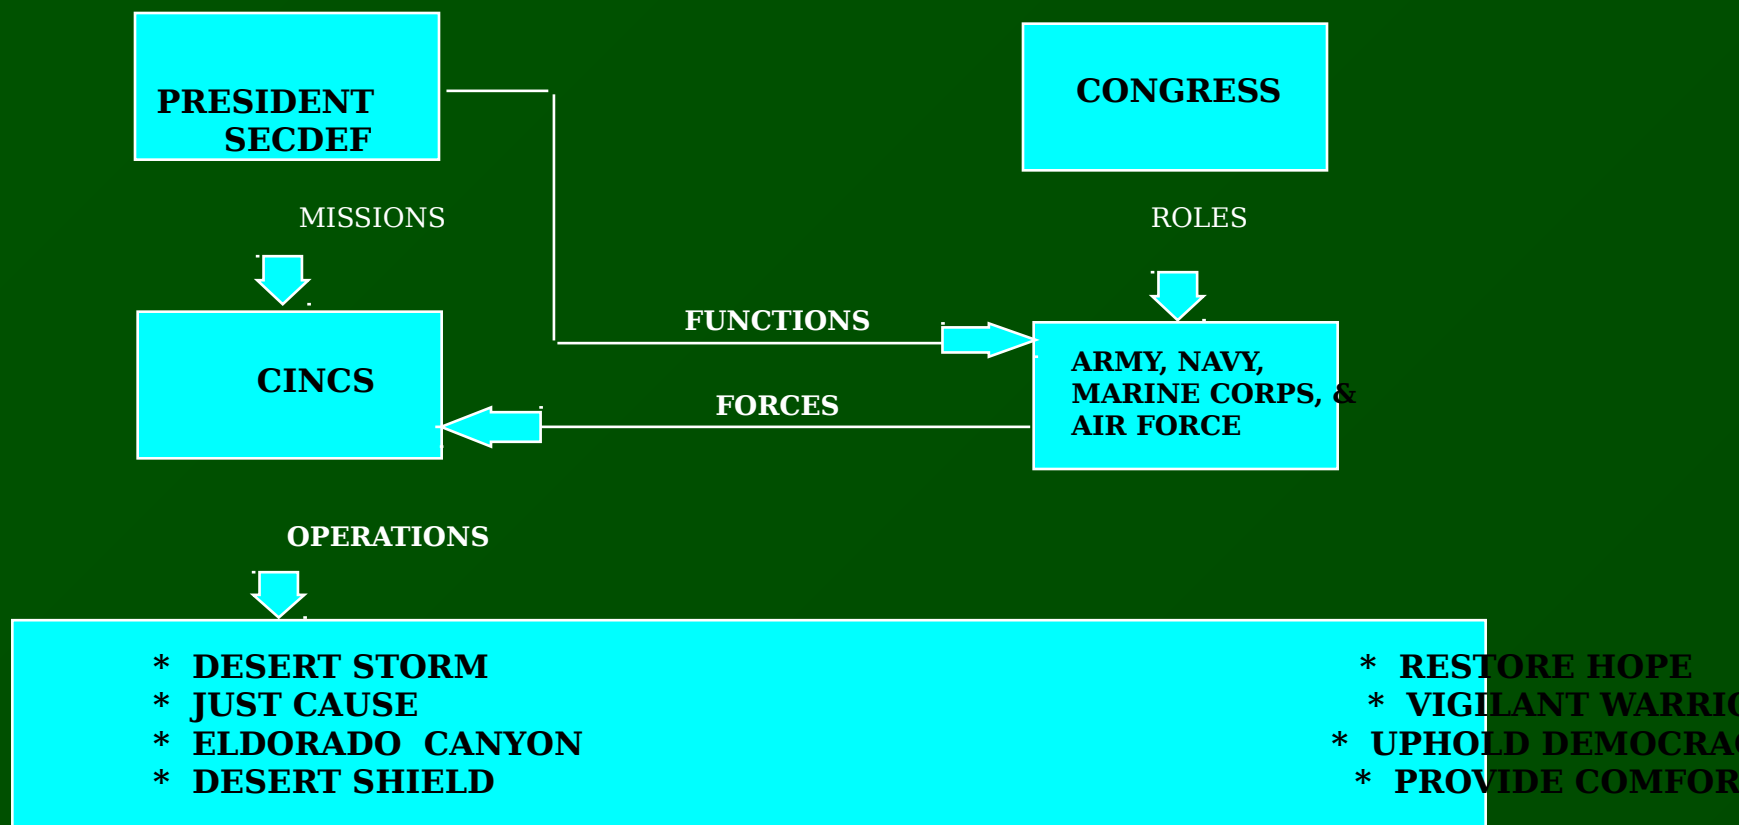 PRESIDENT
SECDEF
CONGRESS
MISSIONS
ROLES
FUNCTIONS
CINCS
ARMY, NAVY,
MARINE CORPS, &
AIR FORCE
FORCES
OPERATIONS
* DESERT STORM
* JUST CAUSE
* ELDORADO CANYON
* DESERT SHIELD
* RESTORE HOPE
* VIGILANT
* UPHOLD
* PROVIDE